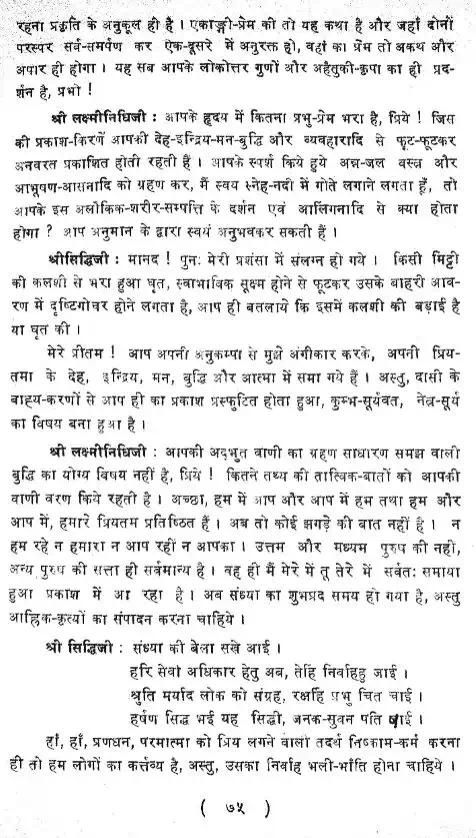 रहना प्रकृति के अनुकूल ही है । एकाङ्गी-प्रेम की तो यह कथा है और जहाँ दोनों
परस्पर सर्व-समर्पण कर ऐक-दूसरे में अनुरक्त हो, वहां का प्रेम तो अकथ और
अपार ही होगा । यह सब आपके लोकोत्तर गुणों और अहैतुकी-कृपा का ही प्रद-
र्शन है, प्रभो !
श्री लक्ष्मीनिधिजी : आपके हृदय में कितना प्रभु-प्रेम भरा है, प्रिये ! जिस
की प्रकाश-किरणें आपकी देह-इन्द्रिय-मन-बुद्धि और व्यवहारादि से फूट-फूटकर
अनवरत प्रकाशित होती रहती हैं । आपके स्पर्श किये हुये अन्न-जल वस्त्र और
आभूषण-आसनादि को ग्रहण कर, मैं स्वय स्नेह-नदी में गोते लगाने लगता हूँ, तो
आपके इस अलौकिक-शरीर-सम्पत्ति के दर्शन एवं आलिगनादि से क्या होता
होगा ? आप अनुमान के द्वारा स्वयं अनुभवकर सकती हैं ।
श्रीसिद्धिजी : मानद ! पुनः मेरी प्रशंसा में संलग्न हो गये । किसी मिट्टी
की कलशी से भरा हुआ घृत, स्वाभाविक सूक्ष्म होने से फूटकर उसके बाहरी आव-
रण में दृष्टिगोचर होने लगता है, आप ही बतलाये कि इसमें कलशी की बड़ाई है
या घृत की ।
मेरे प्रीतम ! आप अपनी अनुकम्पा से मुझे अंगीकार करके, अपनी प्रिय-
तमा के देह, इन्द्रिय, मन, बुद्धि और आत्मा में समा गये हैं । अस्तु, दासी के
बाह्य-करणों से आप ही का प्रकाश प्रस्फुटित होता हुआ, कुम्भ-सूर्यवत, नेत्र-सूर्य
का विषय बना हुआ है ।
श्री लक्ष्मीनिधिजी : आपकी अद्भुत वाणी का ग्रहण साधारण समझ वाली
बुद्धि का योग्य विषय नहीं है, प्रिये ! कितने तथ्य की तात्विक-बातों को आपकी
वाणी वरण किये रहती है । अच्छा, हम में आप और आप में हम तथा हम और
आप में, हमारे प्रियतम प्रतिष्ठित हैं । अब तो कोई झगड़े की बात नहीं है । न
हम रहे न हमारा न आप रहीं न आपका । उत्तम और मध्यम पुरुष की नही,
अन्य पुरुष की सत्ता ही सर्वमान्य है । वह ही मैं मेरे में तू तेरे में सर्वतः समाया
हुआ प्रकाश में आ रहा है । अब संध्या का शुभप्रद समय हो गया है, अस्तु
आह्निक-कृत्यों का संपादन करना चाहिये ।
श्री सिद्धिजी : संध्या की बेला सखे आई ।
हरि सेवा अधिकार हेतु अब, तेहिं निर्वाहहु जाई ।
श्रुति मर्याद लोक को संग्रह, रक्षहिं प्रभु चित चाई ।
हर्षण सिद्ध भई यह सिद्धी, जनक-सुवन पति पाई ।
हाँ, हाँ, प्रणधन, परमात्मा को प्रिय लगने वाला तदर्थ निष्काम-कर्म करना
ही तो हम लोगों का कर्त्तव्य है, अस्तु, उसका निर्वाह भली-भाँति होना चाहिये ।
( ७५ )